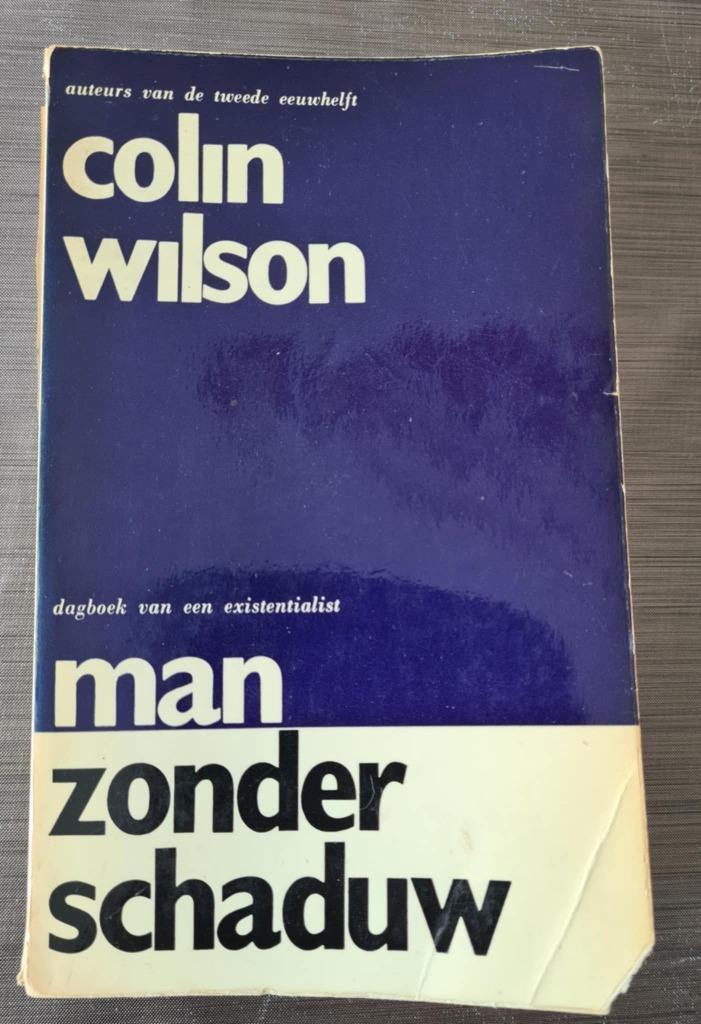 auteurs van de tweede eeuwhelft
colin
wilson
dagboek van een existentialist
man
zonder
schaduw